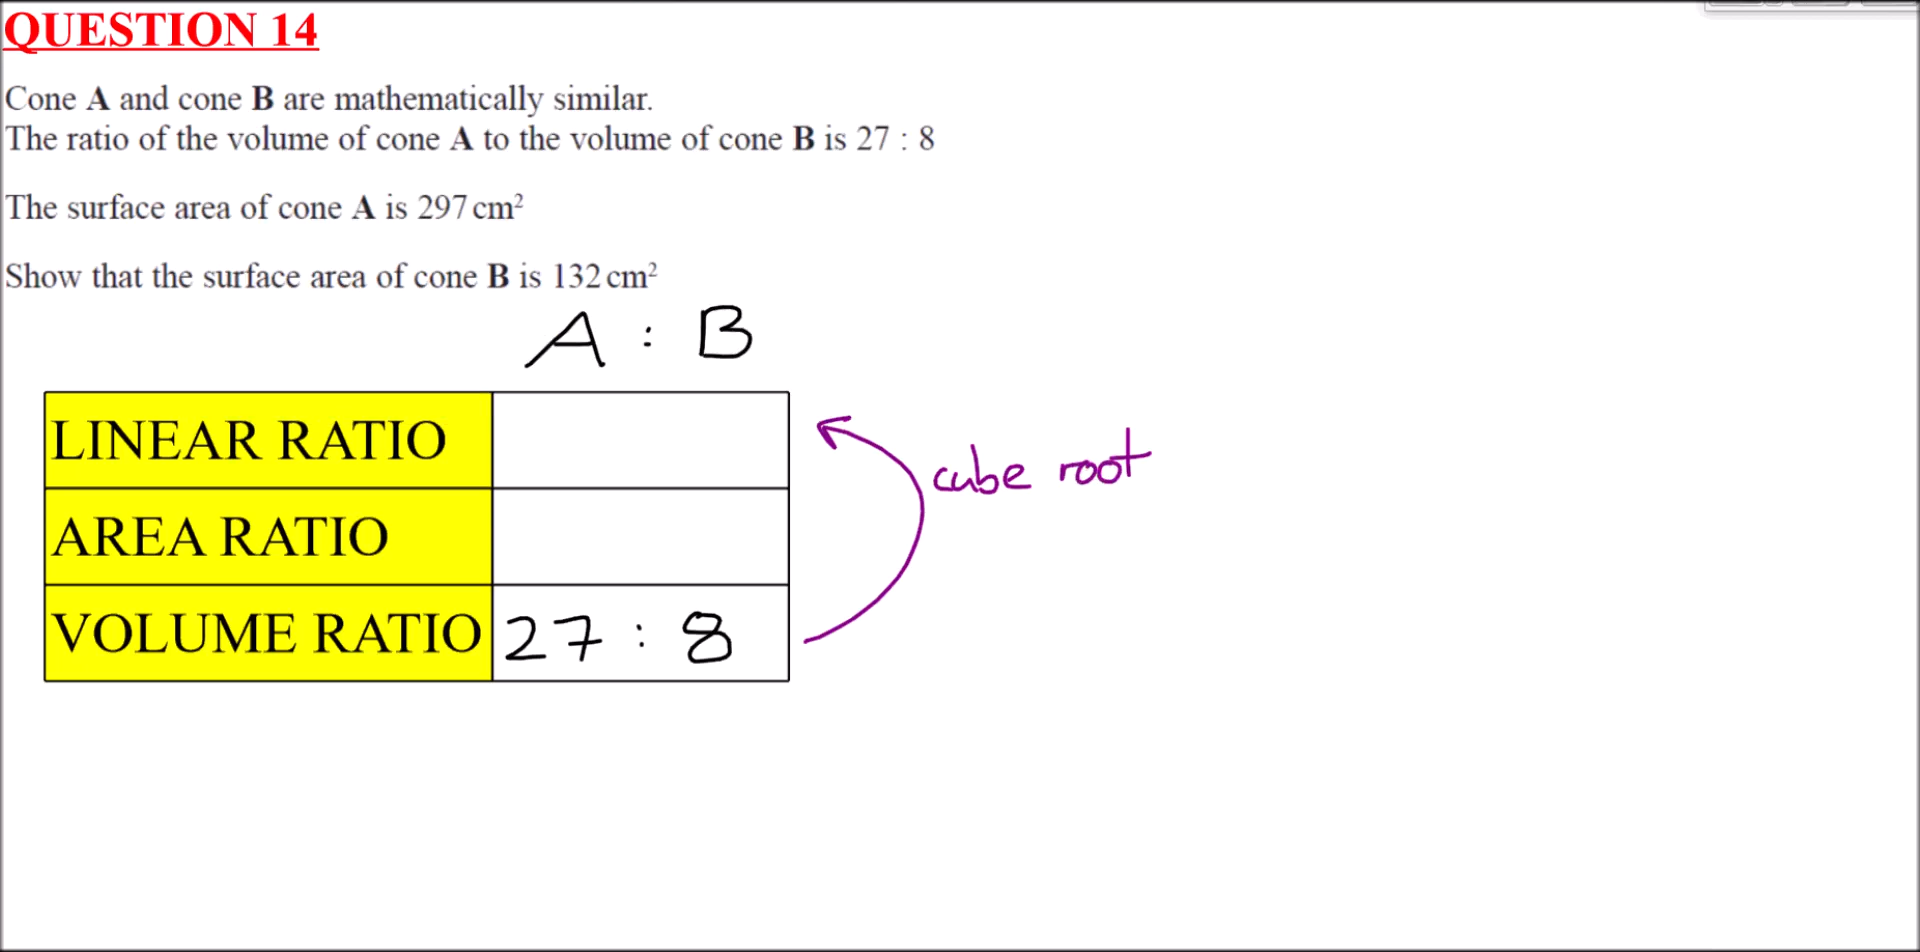 QUESTION 14
Cone A and cone B are mathematically similar.
The ratio of the volume of cone A to the volume of cone B is 27 : 8
The surface area of cone A is 297 cm²
Show that the surface area of cone B is 132 cm²
A : B
LINEAR RATIO
cube root
AREA RATIO
VOLUME RATIO 27 : 8